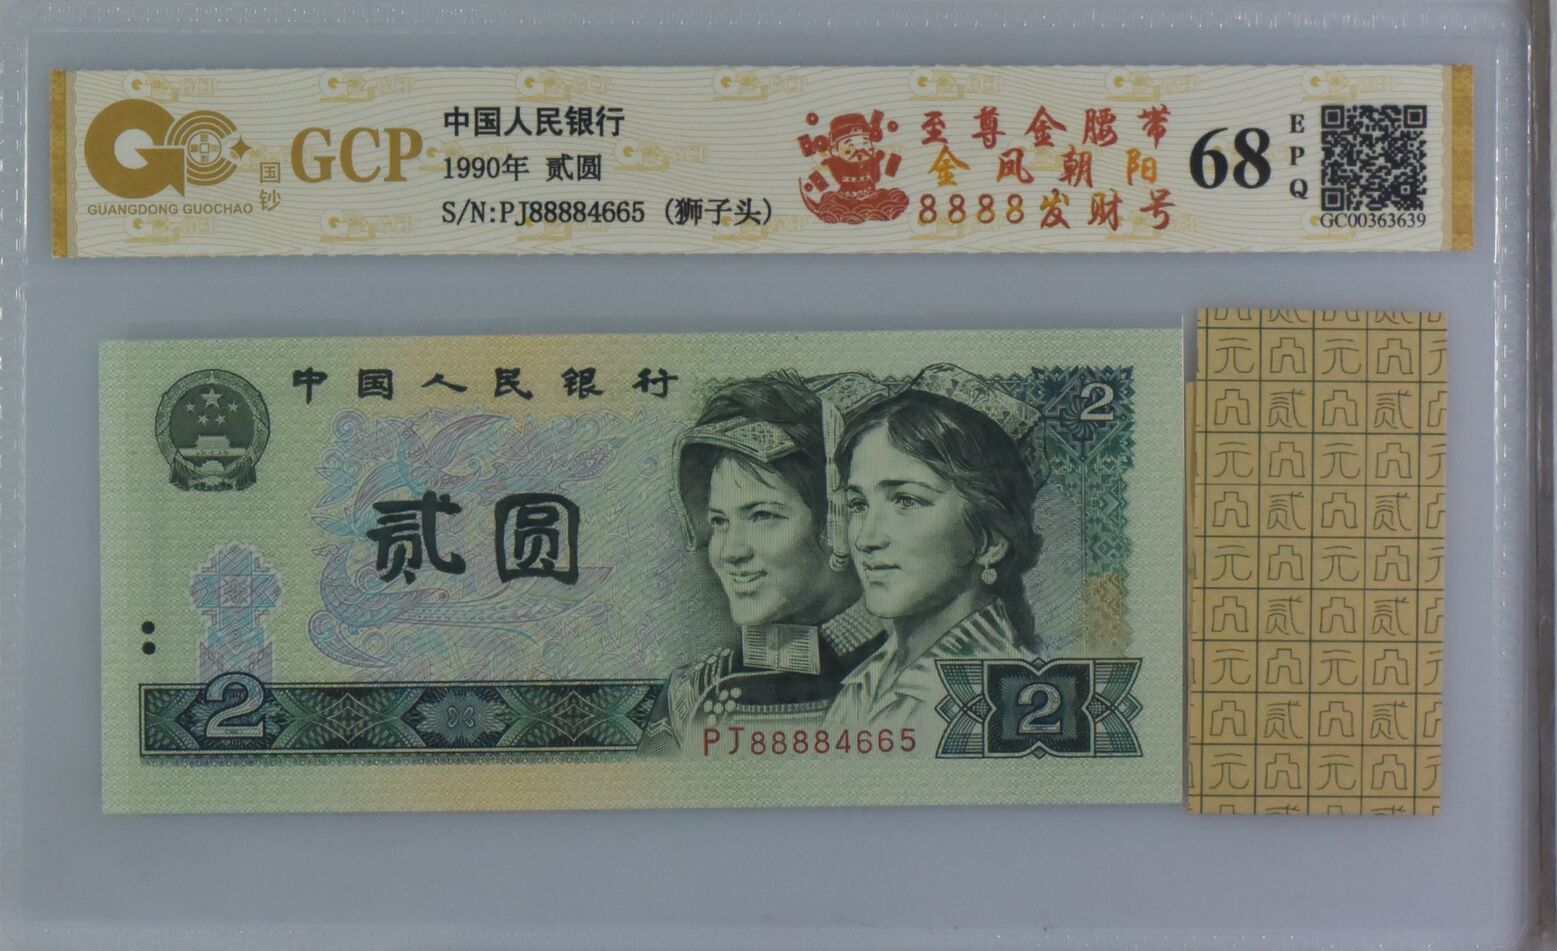 GUANGDONG GUOCHAO
国钞
GCP
中国人民银行
1990年 贰圆
S/N:PJ88884665 (狮子头)
至尊金腰带
金凤朝阳
8888发财号
68
EPQ
GC00363639
中国人民银行
2
贰圆
2
PJ88884665
2